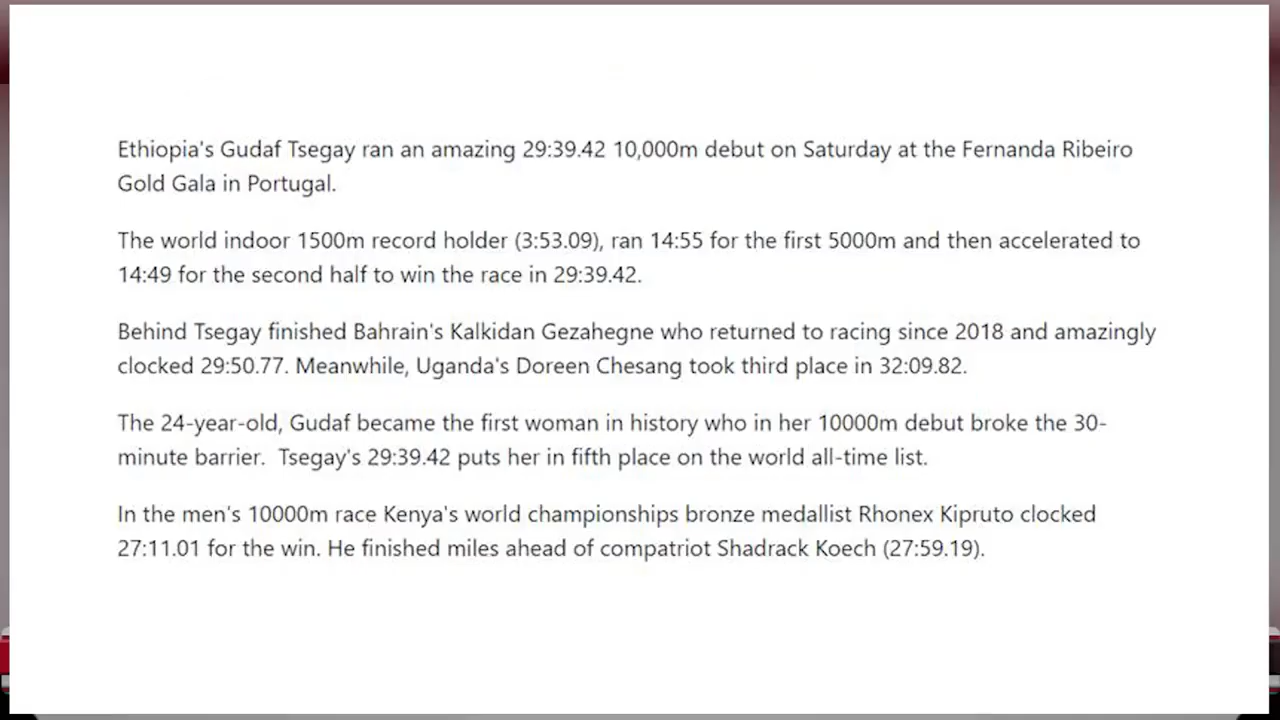 Ethiopia's Gudaf Tsegay ran an amazing 29:39.42 10,000m debut on Saturday at the Fernanda Ribeiro
Gold Gala in Portugal.
The world indoor 1500m record holder (3:53.09), ran 14:55 for the first 5000m and then accelerated to
14:49 for the second half to win the race in 29:39.42.
Behind Tsegay finished Bahrain's Kalkidan Gezahegne who returned to racing since 2018 and amazingly
clocked 29:50.77. Meanwhile, Uganda's Doreen Chesang took third place in 32:09.82.
The 24-year-old, Gudaf became the first woman in history who in her 10000m debut broke the 30-
minute barrier.  Tsegay's 29:39.42 puts her in fifth place on the world all-time list.
In the men's 10000m race Kenya's world championships bronze medallist Rhonex Kipruto clocked
27:11.01 for the win. He finished miles ahead of compatriot Shadrack Koech (27:59.19).